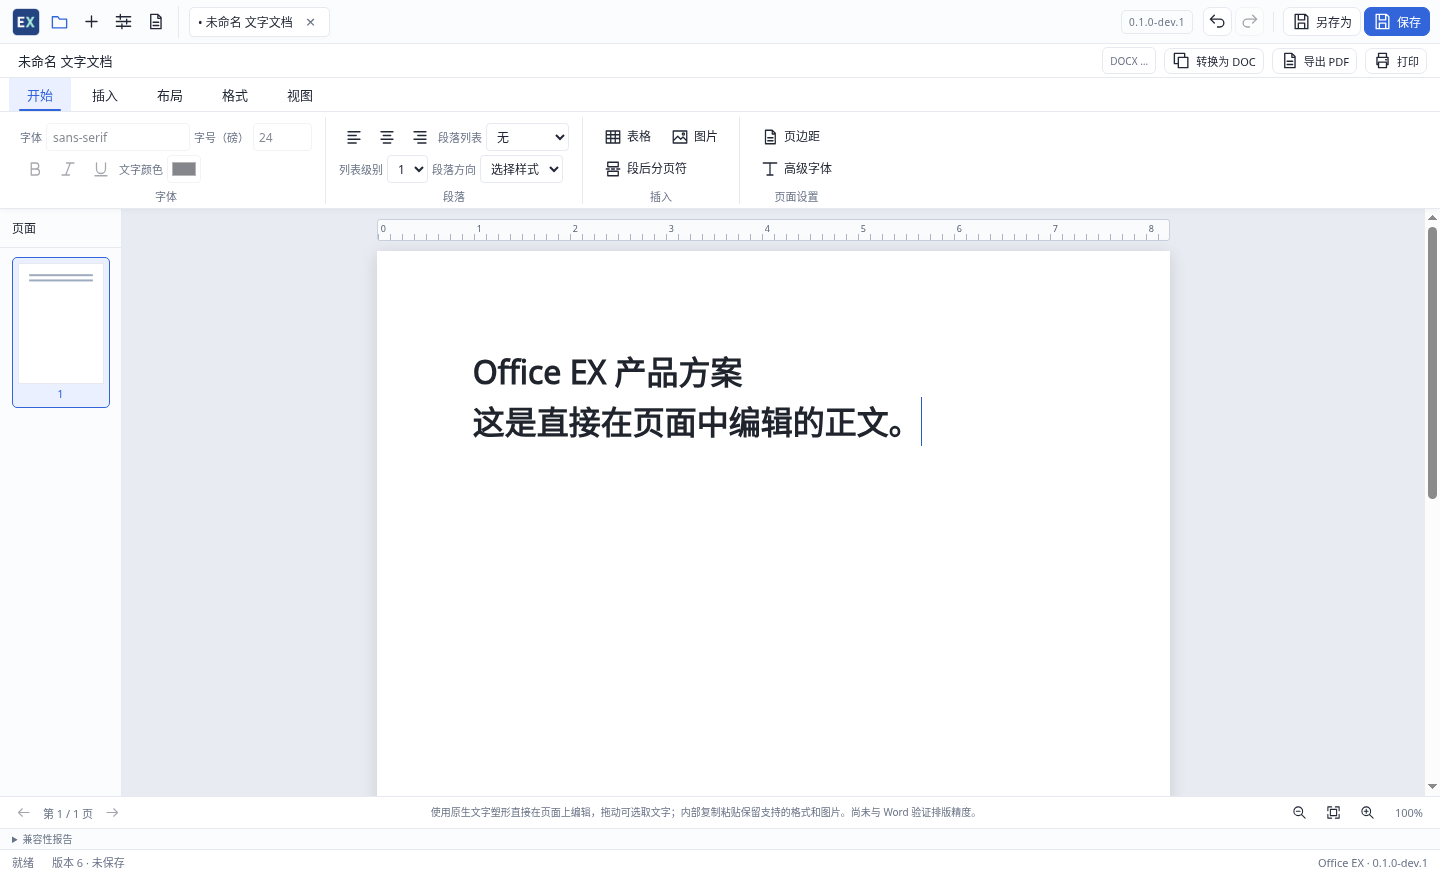 EX
• 未命名 文字文档 ×
0.1.0-dev.1
另存为
保存
未命名 文字文档
DOCX ...
转换为 DOC
导出 PDF
打印
开始 插入 布局 格式 视图
字体 sans-serif 字号（磅） 24
B I U 文字颜色
字体
段落列表 无
列表级别 1 段落方向 选择样式
段落
表格 图片
段后分页符
插入
页边距
高级字体
页面设置
页面
1
0 1 2 3 4 5 6 7 8
Office EX 产品方案
这是直接在页面中编辑的正文。
第 1 / 1 页
使用原生文字塑形直接在页面上编辑，拖动可选取文字；内部复制粘贴保留支持的格式和图片。尚未与 Word 验证排版精度。
100%
兼容性报告
就绪 版本 6 · 未保存
Office EX · 0.1.0-dev.1